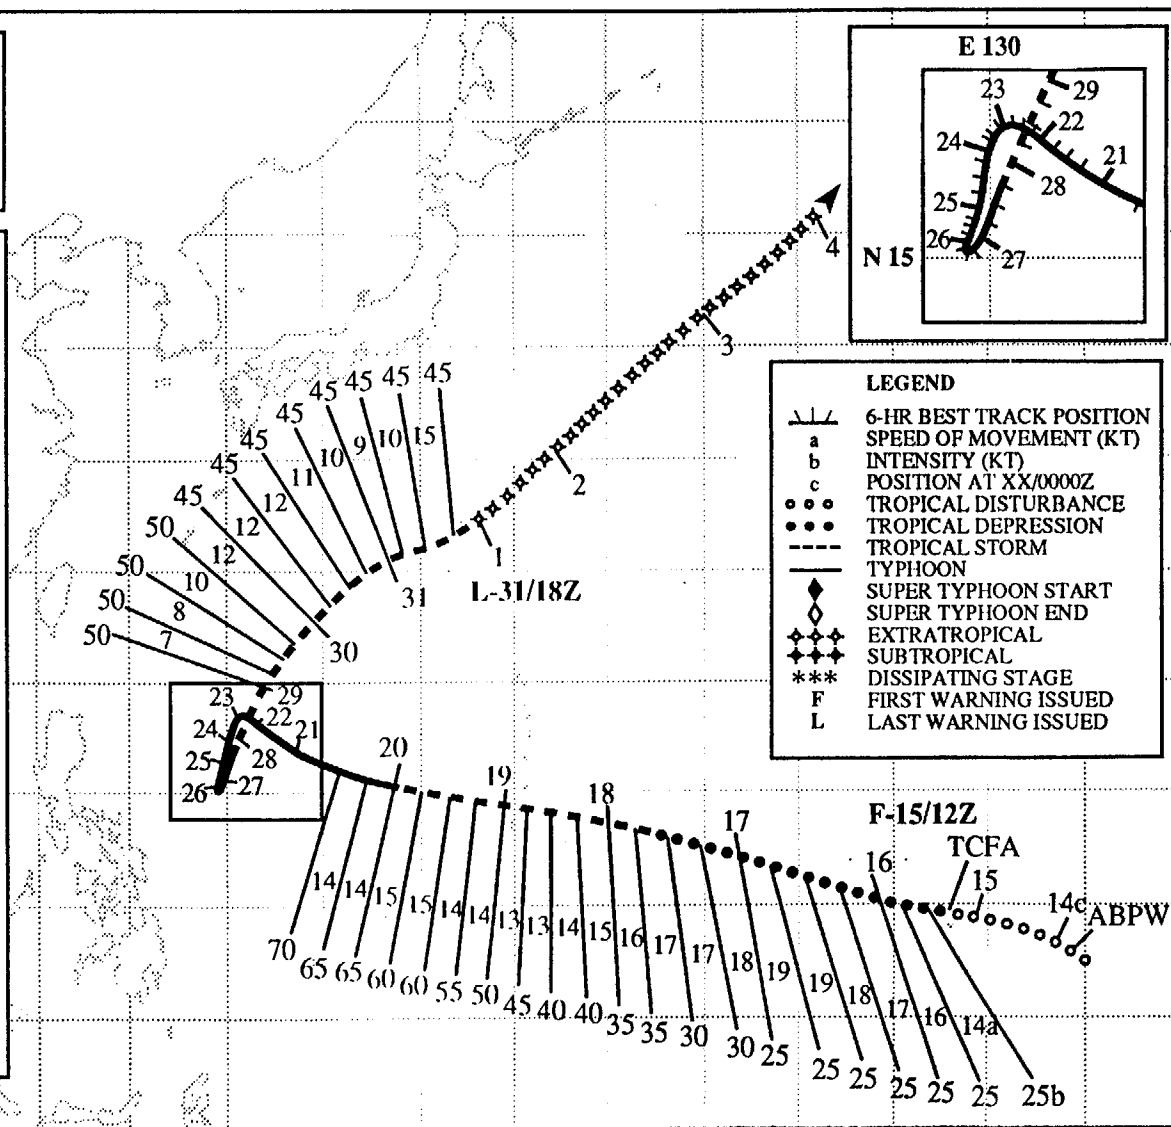 E 130
23
29
22
24
21
28
25
26
27
N 15
4
3
LEGEND
6-HR BEST TRACK POSITION
a SPEED OF MOVEMENT (KT)
b INTENSITY (KT)
c POSITION AT XX/0000Z
TROPICAL DISTURBANCE
TROPICAL DEPRESSION
TROPICAL STORM
TYPHOON
SUPER TYPHOON START
SUPER TYPHOON END
EXTRATROPICAL
SUBTROPICAL
*** DISSIPATING STAGE
F FIRST WARNING ISSUED
L LAST WARNING ISSUED
45 45 45 45 45 45 45 45
15 10 9 10 11 12 12
2
1
50 50 50 50
12 10 8 7
31
L-31/18Z
30
29
23 22
24 21
28
25
26 27
20
19
18
17
F-15/12Z
TCFA
16
15
14c
ABPW
14 14 15 15 14 14 13 13 14 15 16 17 17 18 19 19 18 17 16 14a
70 65 65 60 60 55 50 45 40 40 35 35 30 30 25 25 25 25 25 25 25b